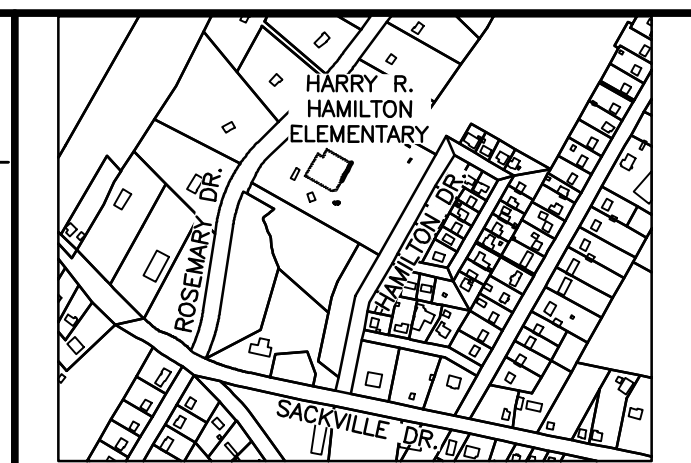 HARRY R.
HAMILTON
ELEMENTARY
ROSEMARY DR.
HAMILTON DR.
SACKVILLE DR.